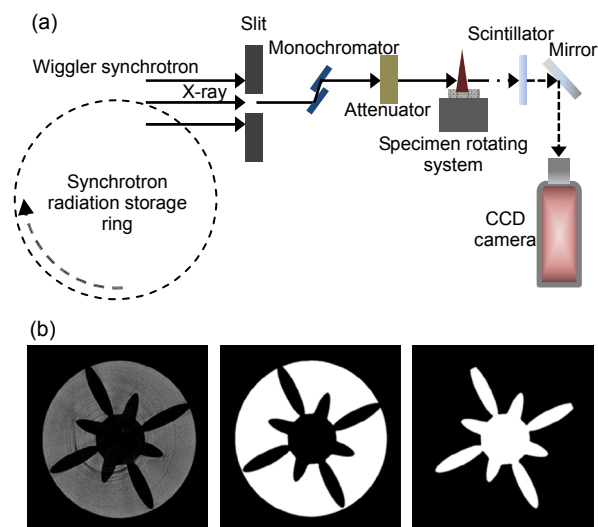 (a)
Slit
Monochromator
Scintillator
Mirror
Wiggler synchrotron
X-ray
Attenuator
Specimen rotating
system
Synchrotron
radiation storage
ring
CCD
camera
(b)